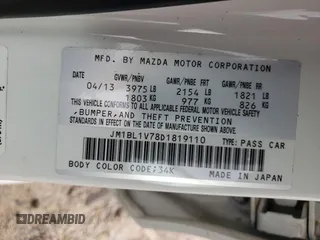 MFD. BY MAZDA MOTOR CORPORATION
GVWR/PNBV GAWR/PNBE FRT GAWR/PNBE RR
04/13 3975 LB 2154 LB 1821 LB
1803 KG 977 KG 826 KG
THIS VEHICLE CONFORMS TO ALL APPLICABLE FEDERAL MOTOR VEHICLE SAFETY,
BUMPER, AND THEFT PREVENTION
STANDARDS IN EFFECT ON THE DATE OF MANUFACTURE SHOWN ABOVE.
JM1BL1V78D1819110 TYPE:PASS CAR
BODY COLOR CODE:34K MADE IN JAPAN
DREAMBID